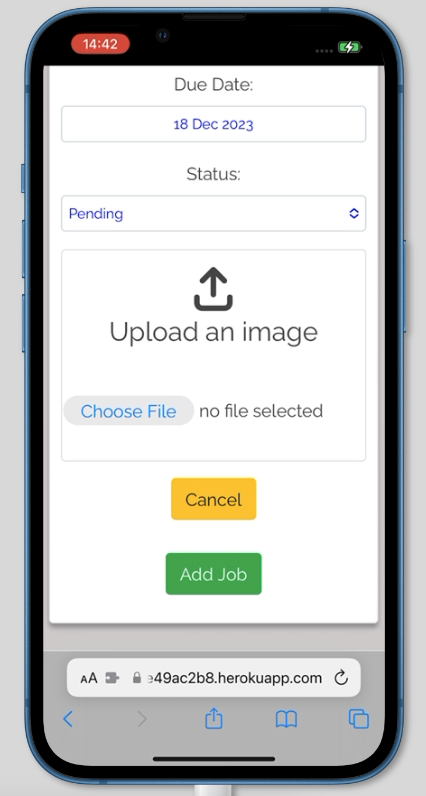 14:42
Due Date:
18 Dec 2023
Status:
Pending
Upload an image
Choose File no file selected
Cancel
Add Job
AA e49ac2b8.herokuapp.com